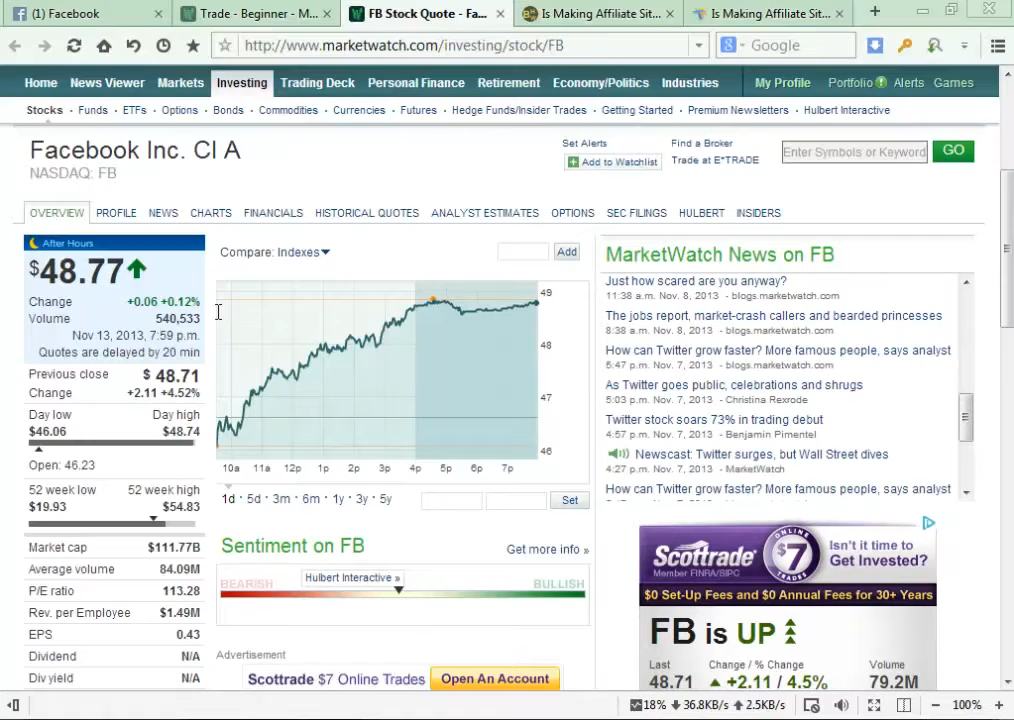 (1) Facebook
Trade - Beginner - M...
FB Stock Quote - Fa...
Is Making Affiliate Sit...
Is Making Affiliate Sit...
http://www.marketwatch.com/investing/stock/FB
Google
Home News Viewer Markets Investing Trading Deck Personal Finance Retirement Economy/Politics Industries My Profile Portfolio Alerts Games
Stocks · Funds · ETFs · Options · Bonds · Commodities · Currencies · Futures · Hedge Funds/Insider Trades · Getting Started · Premium Newsletters · Hulbert Interactive
Facebook Inc. Cl A
NASDAQ: FB
Set Alerts
Add to Watchlist
Find a Broker
Trade at E*TRADE
Enter Symbols or Keyword
GO
OVERVIEW PROFILE NEWS CHARTS FINANCIALS HISTORICAL QUOTES ANALYST ESTIMATES OPTIONS SEC FILINGS HULBERT INSIDERS
After Hours
$48.77
Change +0.06 +0.12%
Volume 540,533
Nov 13, 2013, 7:59 p.m.
Quotes are delayed by 20 min
Previous close $ 48.71
Change +2.11 +4.52%
Day low Day high
$46.06 $48.74
Open: 46.23
52 week low 52 week high
$19.93 $54.83
Market cap $111.77B
Average volume 84.09M
P/E ratio 113.28
Rev. per Employee $1.49M
EPS 0.43
Dividend N/A
Div yield N/A
Compare: Indexes
Add
49
48
47
46
10a 11a 12p 1p 2p 3p 4p 5p 6p 7p
1d · 5d · 3m · 6m · 1y · 3y · 5y
Set
Sentiment on FB
Get more info »
BEARISH
Hulbert Interactive »
BULLISH
Advertisement
Scottrade $7 Online Trades
Open An Account
MarketWatch News on FB
Just how scared are you anyway?
11:38 a.m. Nov. 8, 2013 - blogs.marketwatch.com
The jobs report, market-crash callers and bearded princesses
8:38 a.m. Nov. 8, 2013 - blogs.marketwatch.com
How can Twitter grow faster? More famous people, says analyst
5:47 p.m. Nov. 7, 2013 - blogs.marketwatch.com
As Twitter goes public, celebrations and shrugs
5:03 p.m. Nov. 7, 2013 - Christina Rexrode
Twitter stock soars 73% in trading debut
4:57 p.m. Nov. 7, 2013 - Benjamin Pimentel
Newscast: Twitter surges, but Wall Street dives
4:27 p.m. Nov. 7, 2013 - MarketWatch
How can Twitter grow faster? More famous people, says analyst
Scottrade
Member FINRA/SIPC
ONLINE
$7
TRADES
Isn't it time to
Get Invested?
$0 Set-Up Fees and $0 Annual Fees for 30+ Years
FB is UP
Last Change / % Change Volume
48.71 +2.11 / 4.5% 79.2M
18% 36.8KB/s 2.5KB/s
100%